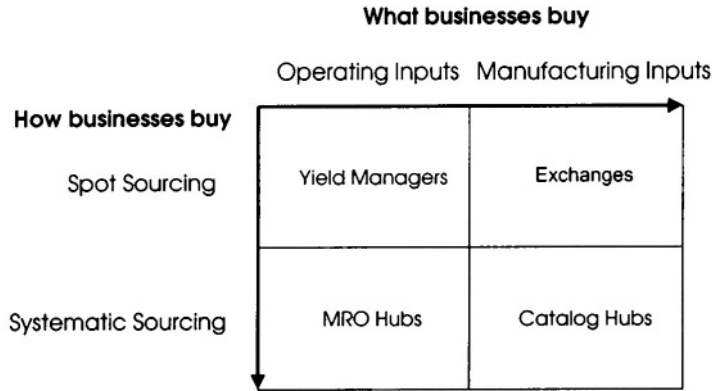 What businesses buy
Operating Inputs Manufacturing Inputs
How businesses buy
Spot Sourcing Yield Managers Exchanges
Systematic Sourcing MRO Hubs Catalog Hubs